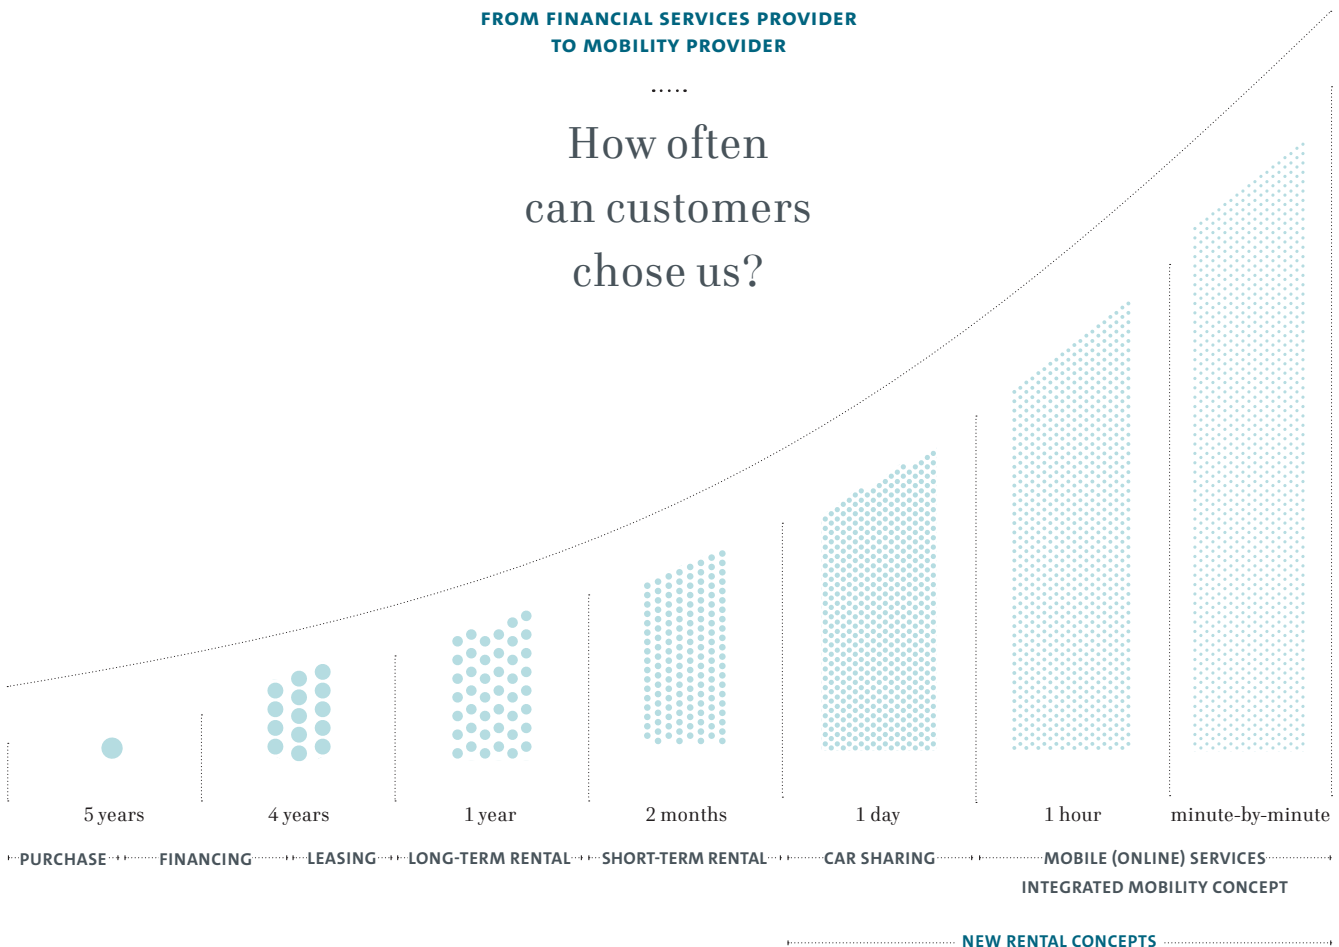 FROM FINANCIAL SERVICES PROVIDER
TO MOBILITY PROVIDER
.....
How often
can customers
chose us?
5 years
4 years
1 year
2 months
1 day
1 hour
minute-by-minute
PURCHASE
FINANCING
LEASING
LONG-TERM RENTAL
SHORT-TERM RENTAL
CAR SHARING
MOBILE (ONLINE) SERVICES
INTEGRATED MOBILITY CONCEPT
NEW RENTAL CONCEPTS